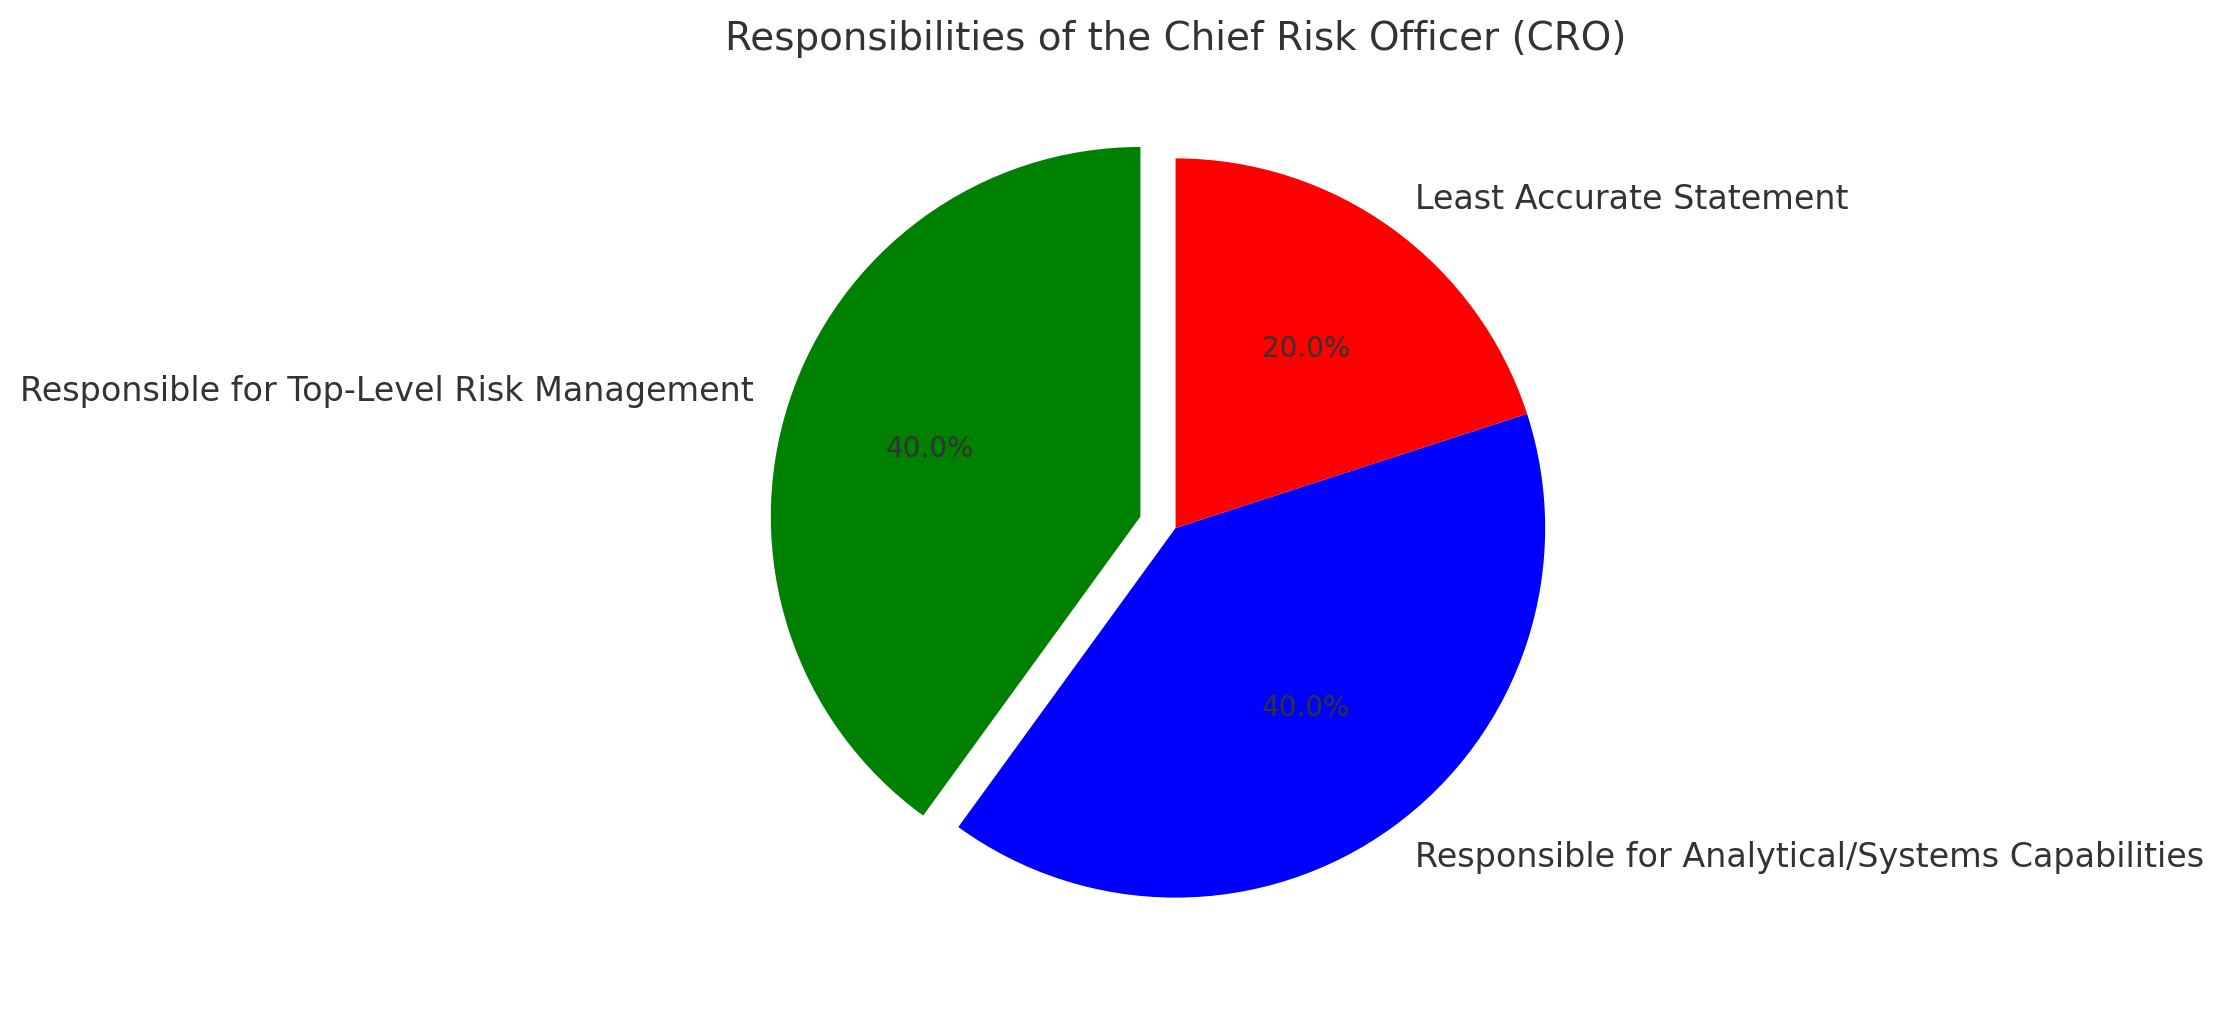 Responsibilities of the Chief Risk Officer (CRO)
Least Accurate Statement
20.0%
Responsible for Top-Level Risk Management
40.0%
40.0%
Responsible for Analytical/Systems Capabilities